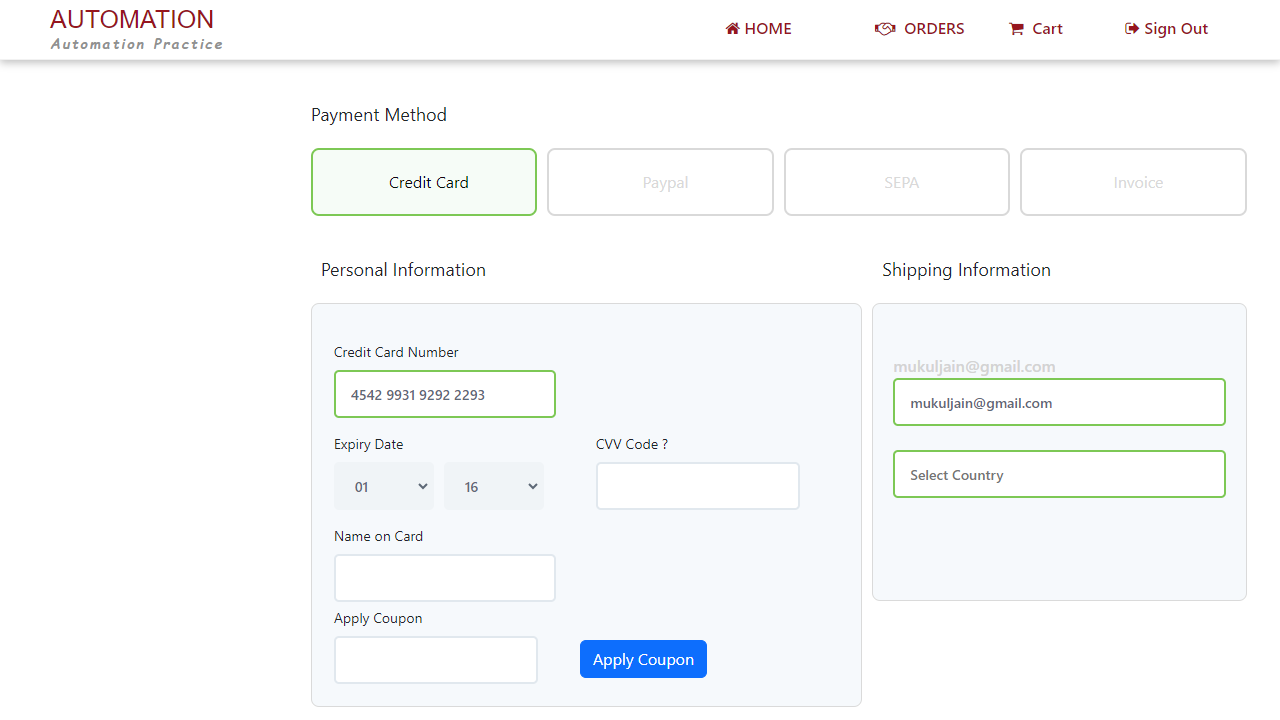 AUTOMATION
Automation Practice
HOME
ORDERS
Cart
Sign Out
Payment Method
Credit Card
Paypal
SEPA
Invoice
Personal Information
Shipping Information
Credit Card Number
4542 9931 9292 2293
Expiry Date
CVV Code ?
01
16
Name on Card
Apply Coupon
Apply Coupon
mukuljain@gmail.com
mukuljain@gmail.com
Select Country